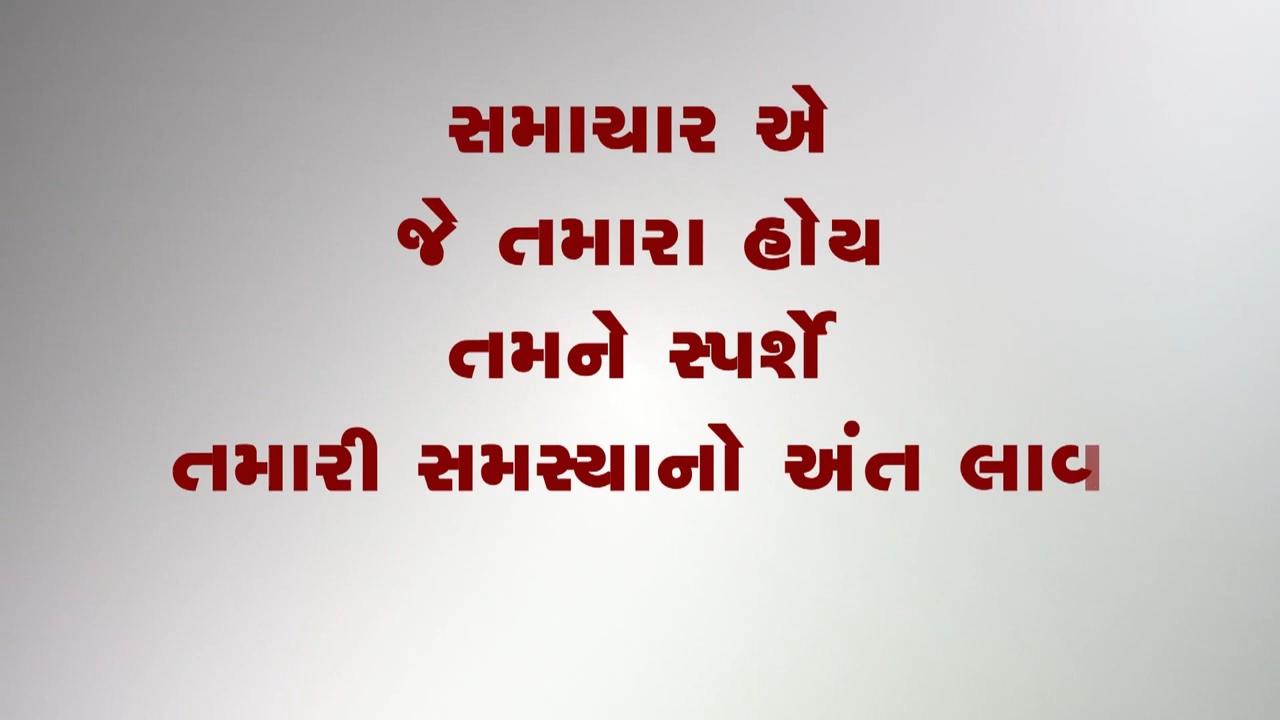 સમાચાર એ
જે તમારા હોય
તમને સ્પર્શે
તમારી સમસ્યાનો અંત લાવ